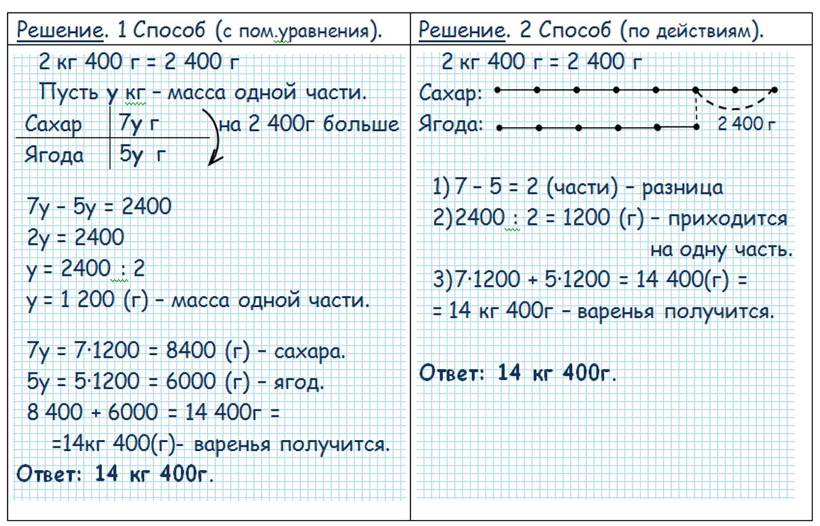 Решение. 1 Способ (с пом.уравнения).
2 кг 400 г = 2 400 г
Пусть у кг – масса одной части.
Сахар 7у г на 2 400г больше
Ягода 5у г
7у – 5у = 2400
2у = 2400
у = 2400 : 2
у = 1 200 (г) – масса одной части.
7у = 7·1200 = 8400 (г) – сахара.
5у = 5·1200 = 6000 (г) – ягод.
8 400 + 6000 = 14 400г =
=14кг 400(г)- варенья получится.
Ответ: 14 кг 400г.
Решение. 2 Способ (по действиям).
2 кг 400 г = 2 400 г
Сахар:
Ягода: 2 400 г
1) 7 – 5 = 2 (части) – разница
2) 2400 : 2 = 1200 (г) – приходится
на одну часть.
3) 7·1200 + 5·1200 = 14 400(г) =
= 14 кг 400г – варенья получится.
Ответ: 14 кг 400г.